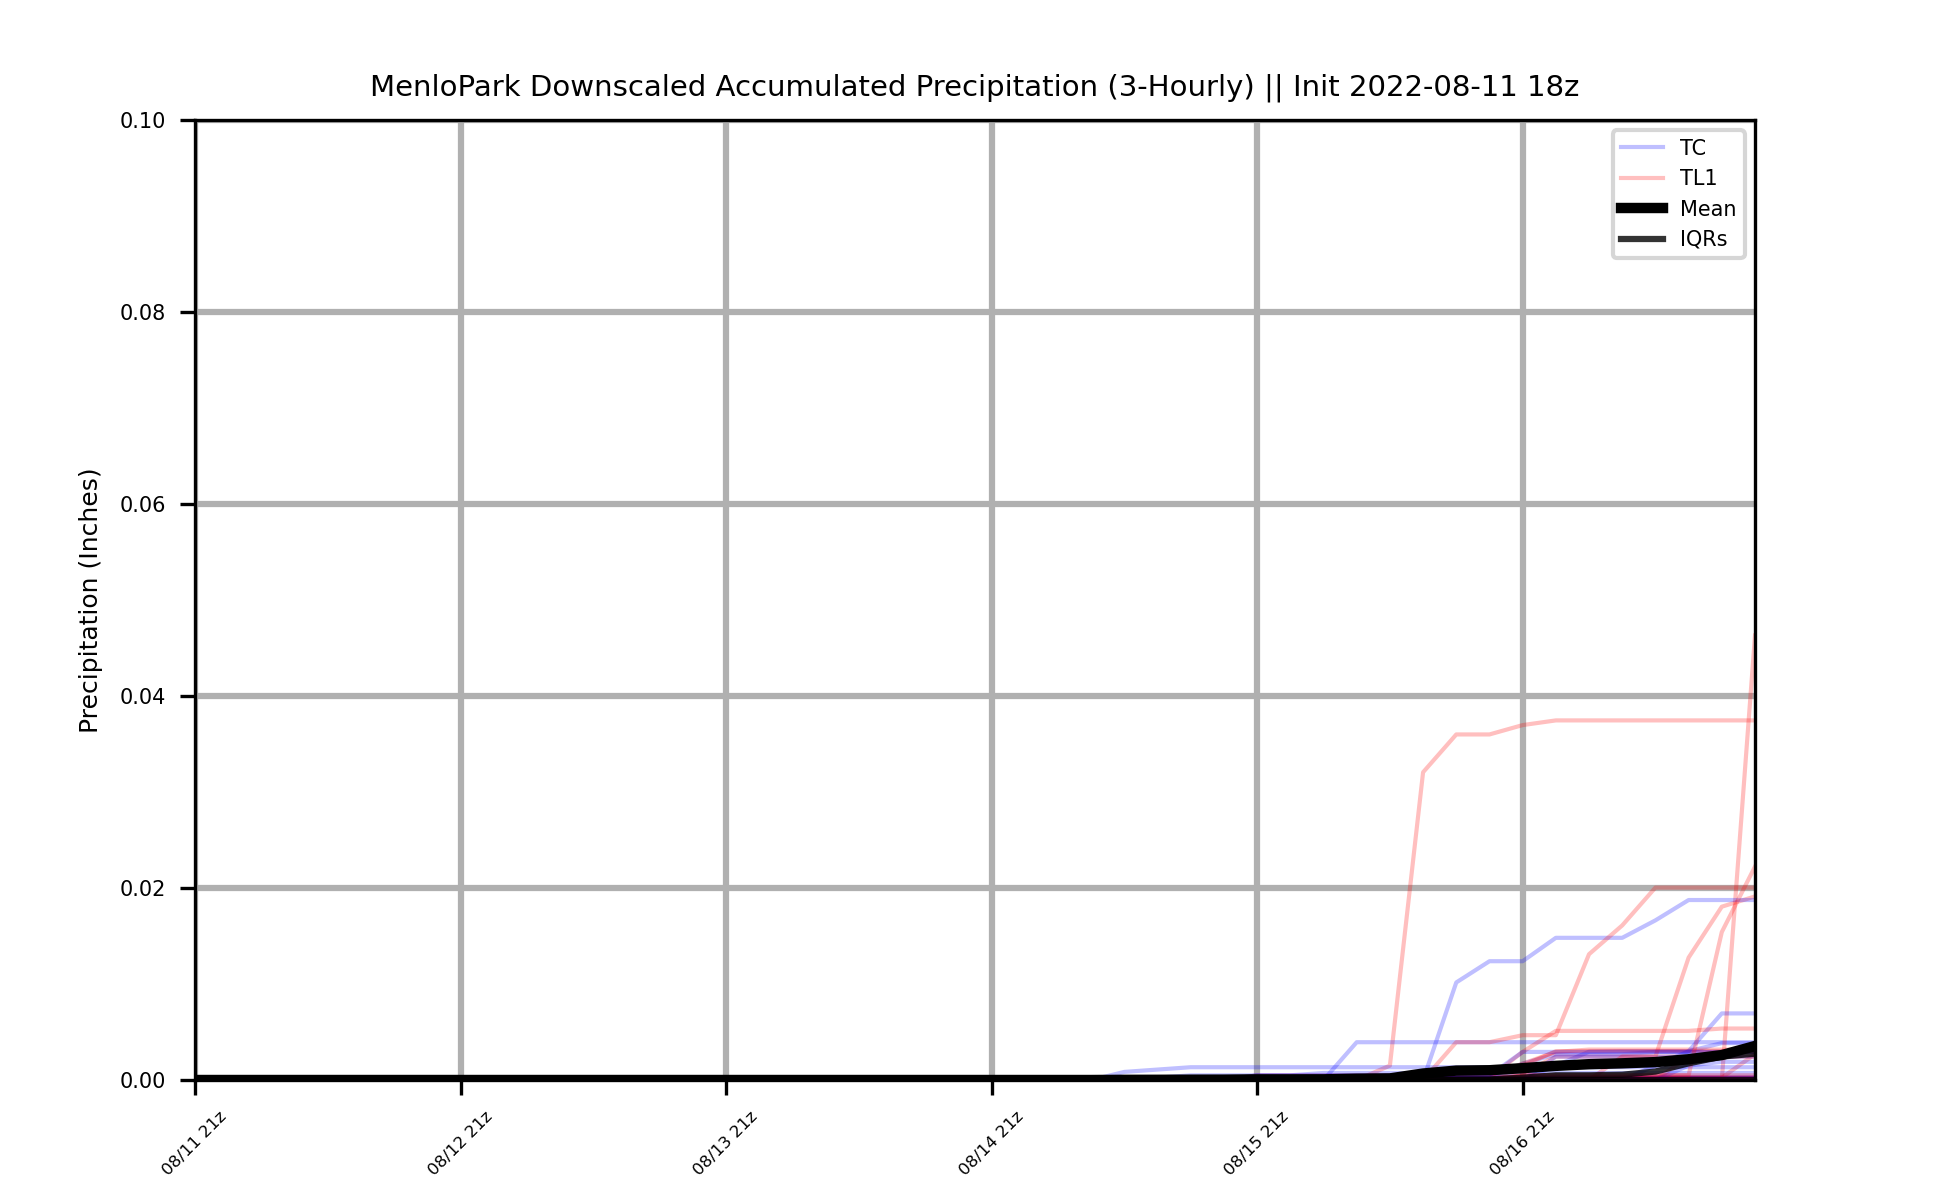 MenloPark Downscaled Accumulated Precipitation (3-Hourly) || Init 2022-08-11 18z
Precipitation (Inches)
0.10
0.08
0.06
0.04
0.02
0.00
TC
TL1
Mean
IQRs
08/11 21z
08/12 21z
08/13 21z
08/14 21z
08/15 21z
08/16 21z